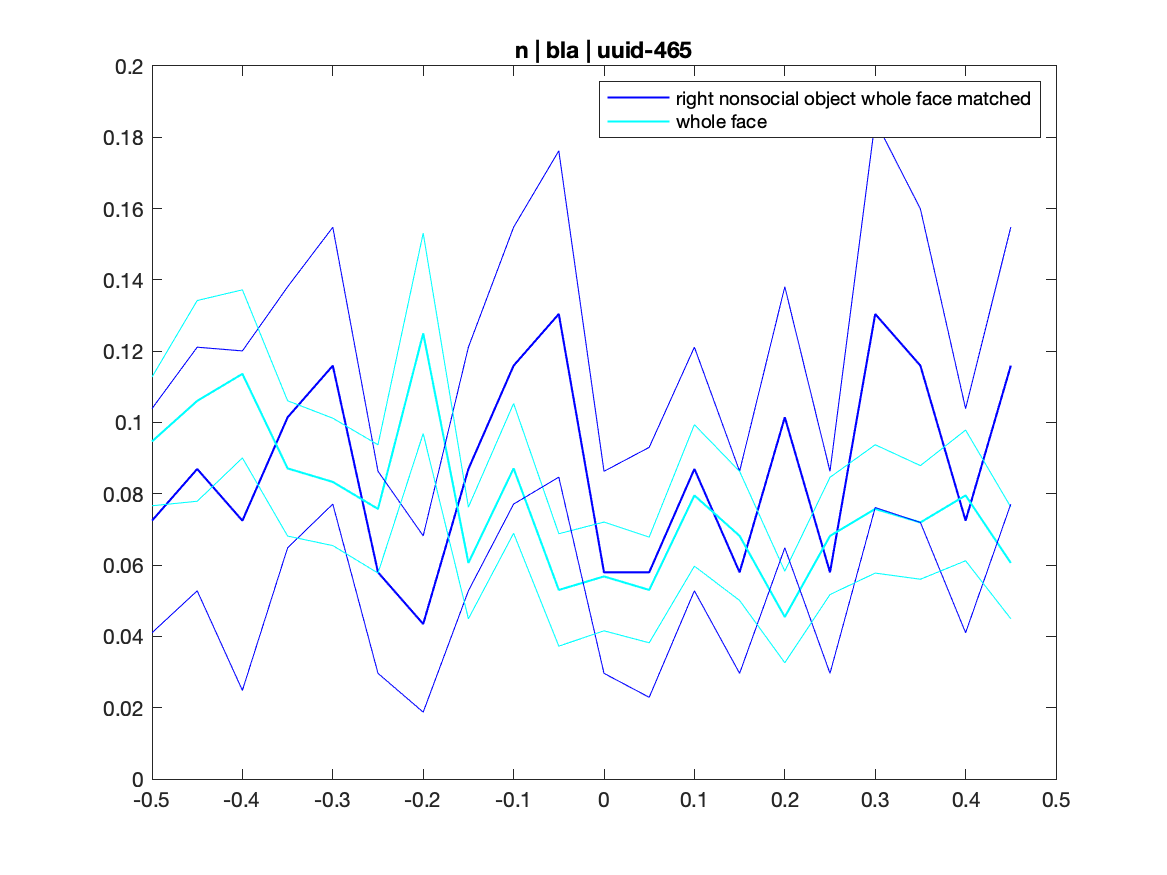 n | bla | uuid-465
right nonsocial object whole face matched
whole face
0.2
0.18
0.16
0.14
0.12
0.1
0.08
0.06
0.04
0.02
0
-0.5 -0.4 -0.3 -0.2 -0.1 0 0.1 0.2 0.3 0.4 0.5